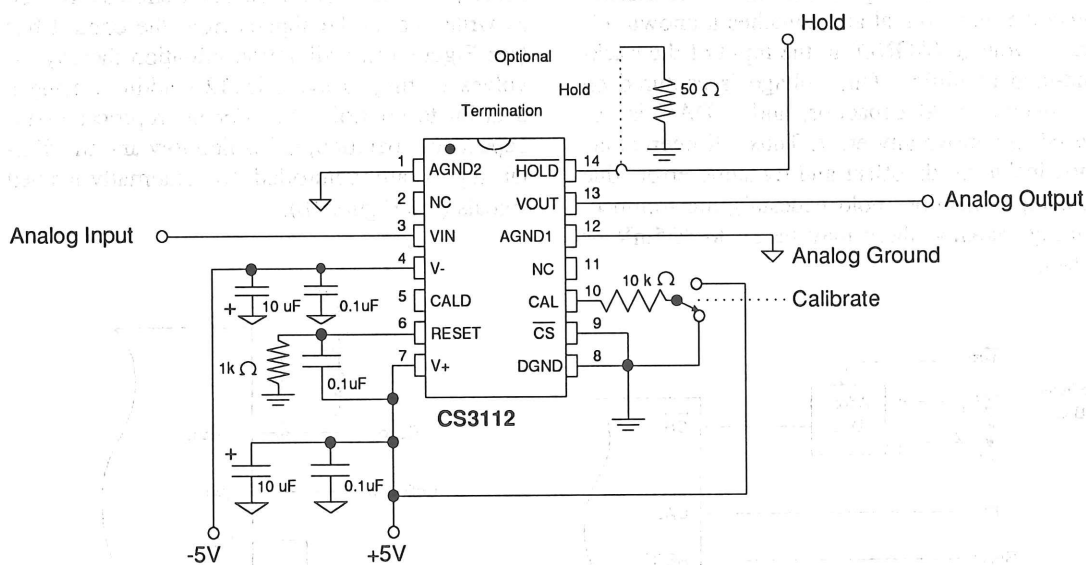 Hold
Optional
Hold
Termination
50 Ω
1
AGND2
2
NC
3
VIN
4
V-
5
CALD
6
RESET
7
V+
14
HOLD
13
VOUT
12
AGND1
11
NC
10
CAL
9
CS
8
DGND
CS3112
Analog Input
Analog Output
Analog Ground
10 k Ω
Calibrate
+
10 uF
0.1uF
1k Ω
0.1uF
+
10 uF
0.1uF
-5V
+5V